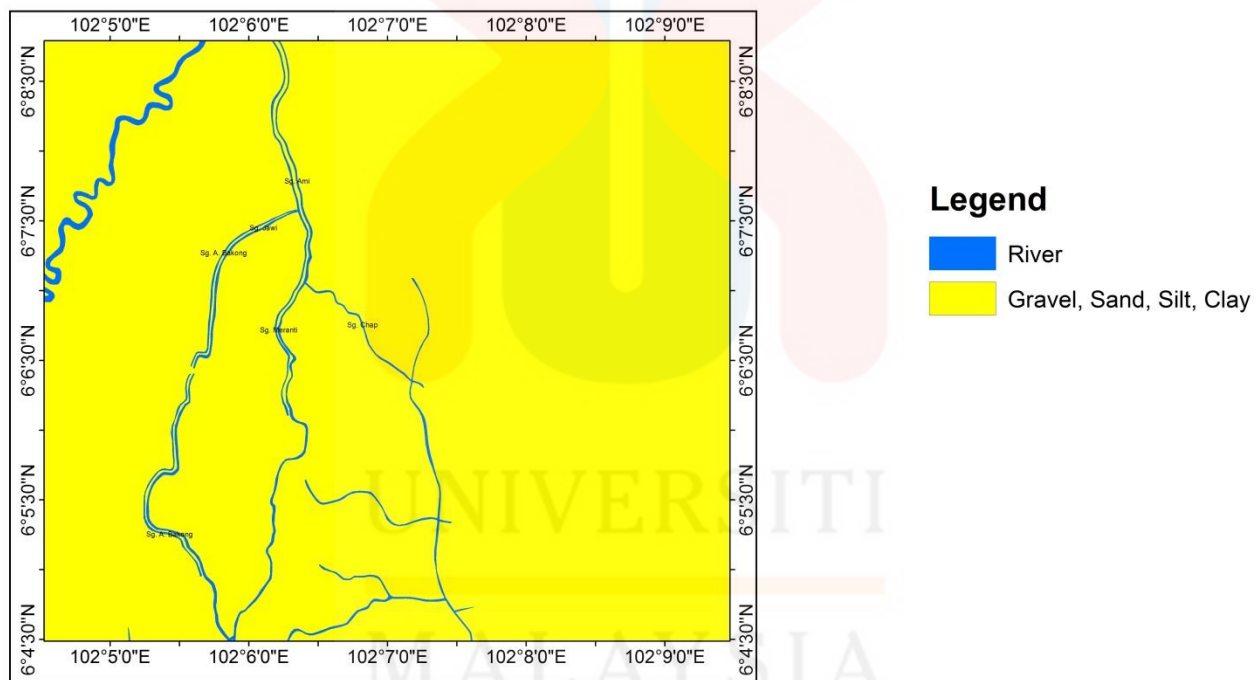 102°5'0"E 102°6'0"E 102°7'0"E 102°8'0"E 102°9'0"E
6°8'30"N 6°8'30"N
Sg. Ami
6°7'30"N 6°7'30"N
Sg. Jawi
Sg. A. Bakong
Sg. Meranti
Sg. Chap
6°6'30"N 6°6'30"N
6°5'30"N 6°5'30"N
Sg. A. Bakong
6°4'30"N 6°4'30"N
102°5'0"E 102°6'0"E 102°7'0"E 102°8'0"E 102°9'0"E
Legend
River
Gravel, Sand, Silt, Clay
UNIVERSITI
MALAYSIA